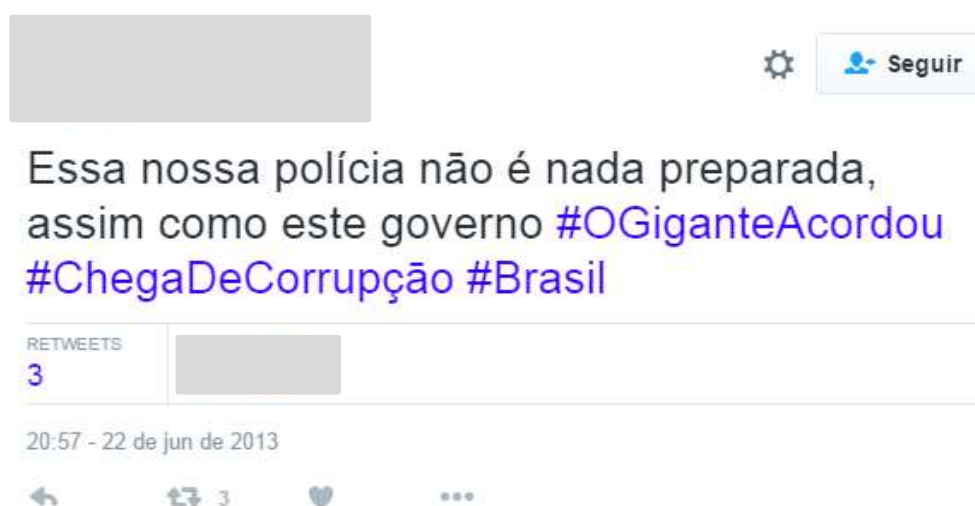 Seguir
Essa nossa polícia não é nada preparada,
assim como este governo #OGiganteAcordou
#ChegaDeCorrupção #Brasil
RETWEETS
3
20:57 - 22 de jun de 2013
3